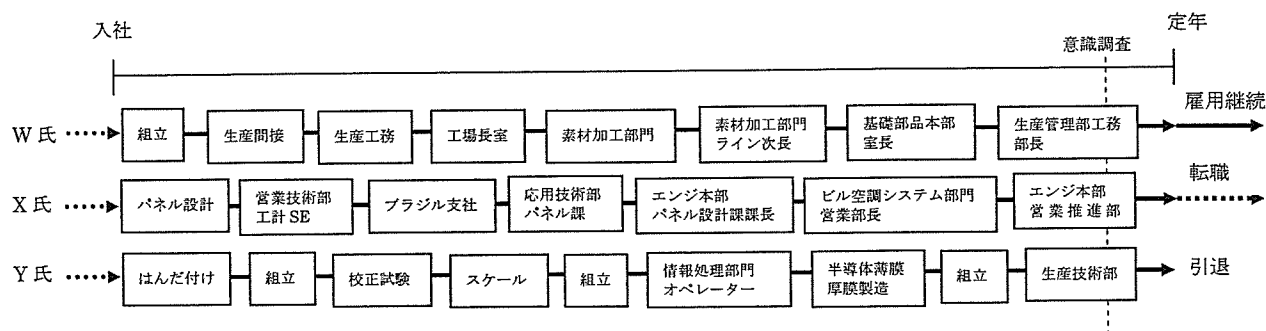 入社
定年
意識調査
W氏
組立
生産間接
生産工務
工場長室
素材加工部門
素材加工部門
ライン次長
基礎部品本部
室長
生産管理部工務
部長
雇用継続
X氏
パネル設計
営業技術部
工計SE
ブラジル支社
応用技術部
パネル課
エンジ本部
パネル設計課課長
ビル空調システム部門
営業部長
エンジ本部
営業推進部
転職
Y氏
はんだ付け
組立
校正試験
スケール
組立
情報処理部門
オペレーター
半導体薄膜
厚膜製造
組立
生産技術部
引退